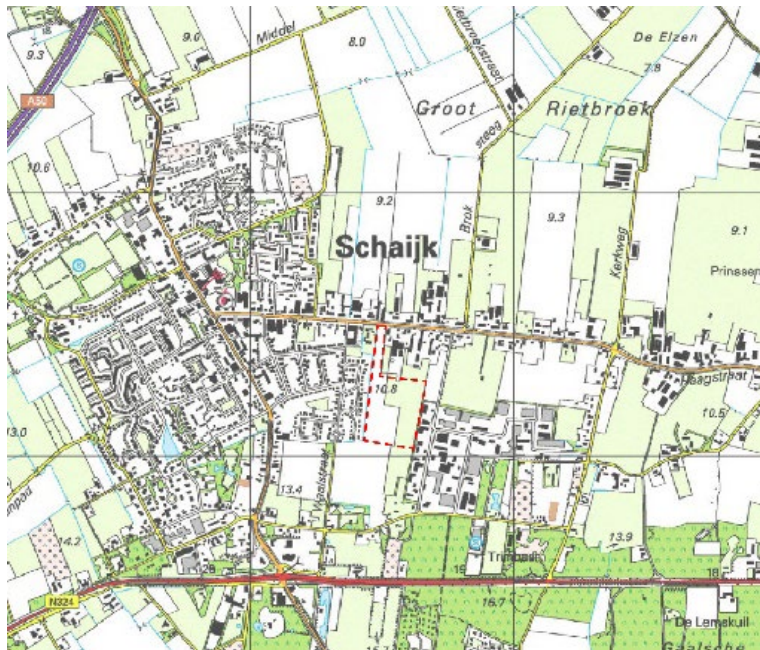 9.3
9.0
Middel
8.0
De Elzen
7.8
A50
Groot
Rietbroek
steeg
10.6
9.2
Brok
9.3
Kerkweg
9.1
Schaijk
Prinssen
10.8
10.5
13.0
13.4
14.2
13.9
N324
De Lemskuil
Gaalsche